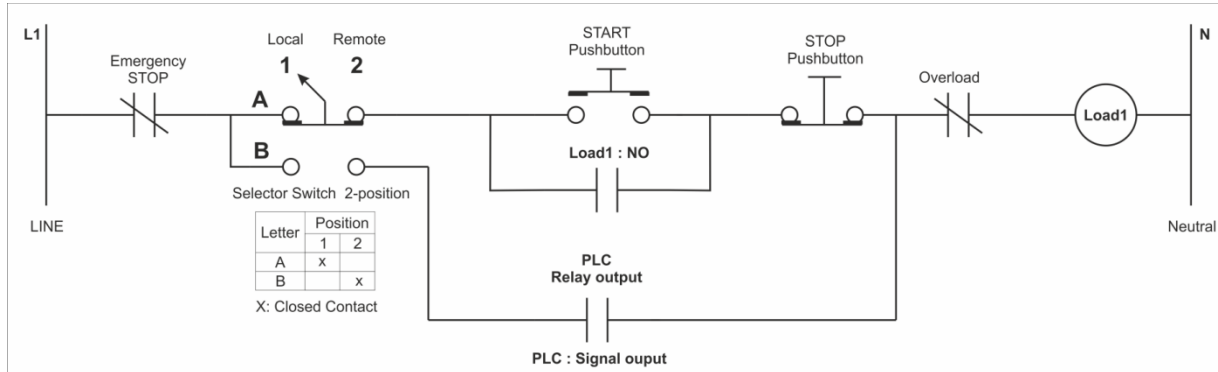 L1
N
Local
Remote
START
Pushbutton
STOP
Pushbutton
Emergency
STOP
1
2
Overload
A
Load1
Load1 : NO
B
Selector Switch 2-position
LINE
Neutral
Letter
Position
1 2
A x
B x
X: Closed Contact
PLC
Relay output
PLC : Signal ouput